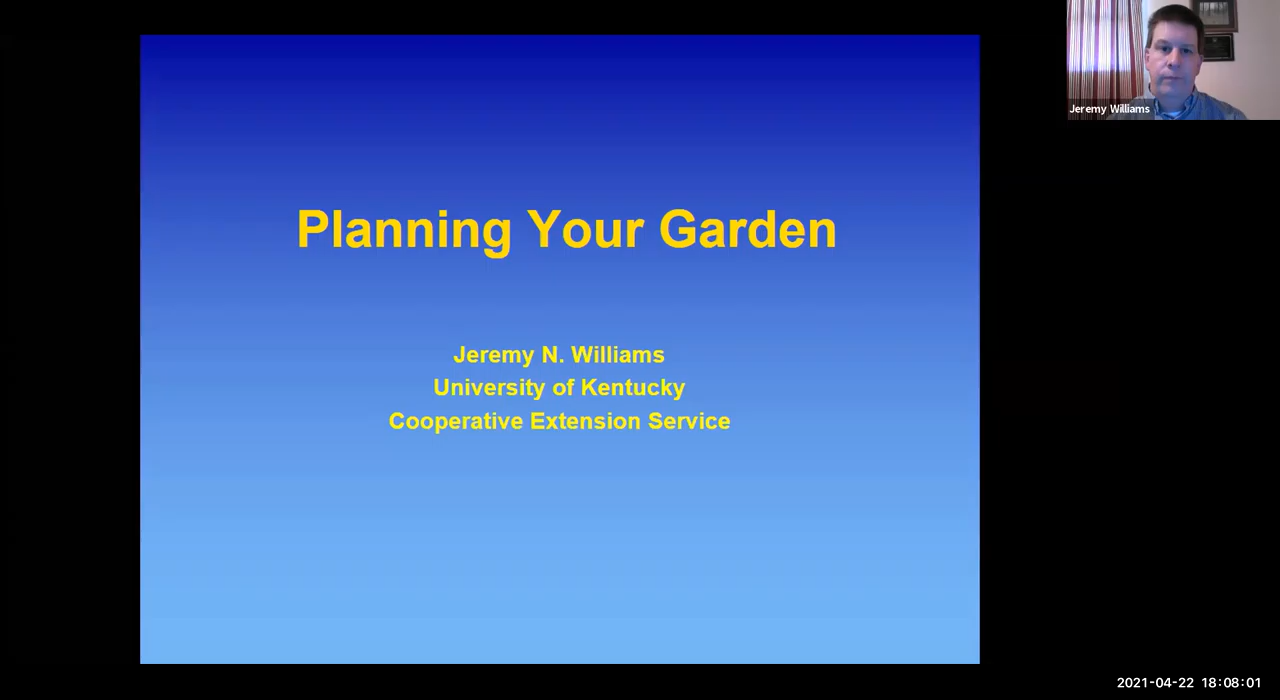 Jeremy Williams
Planning Your Garden
Jeremy N. Williams
University of Kentucky
Cooperative Extension Service
2021-04-22 18:08:01